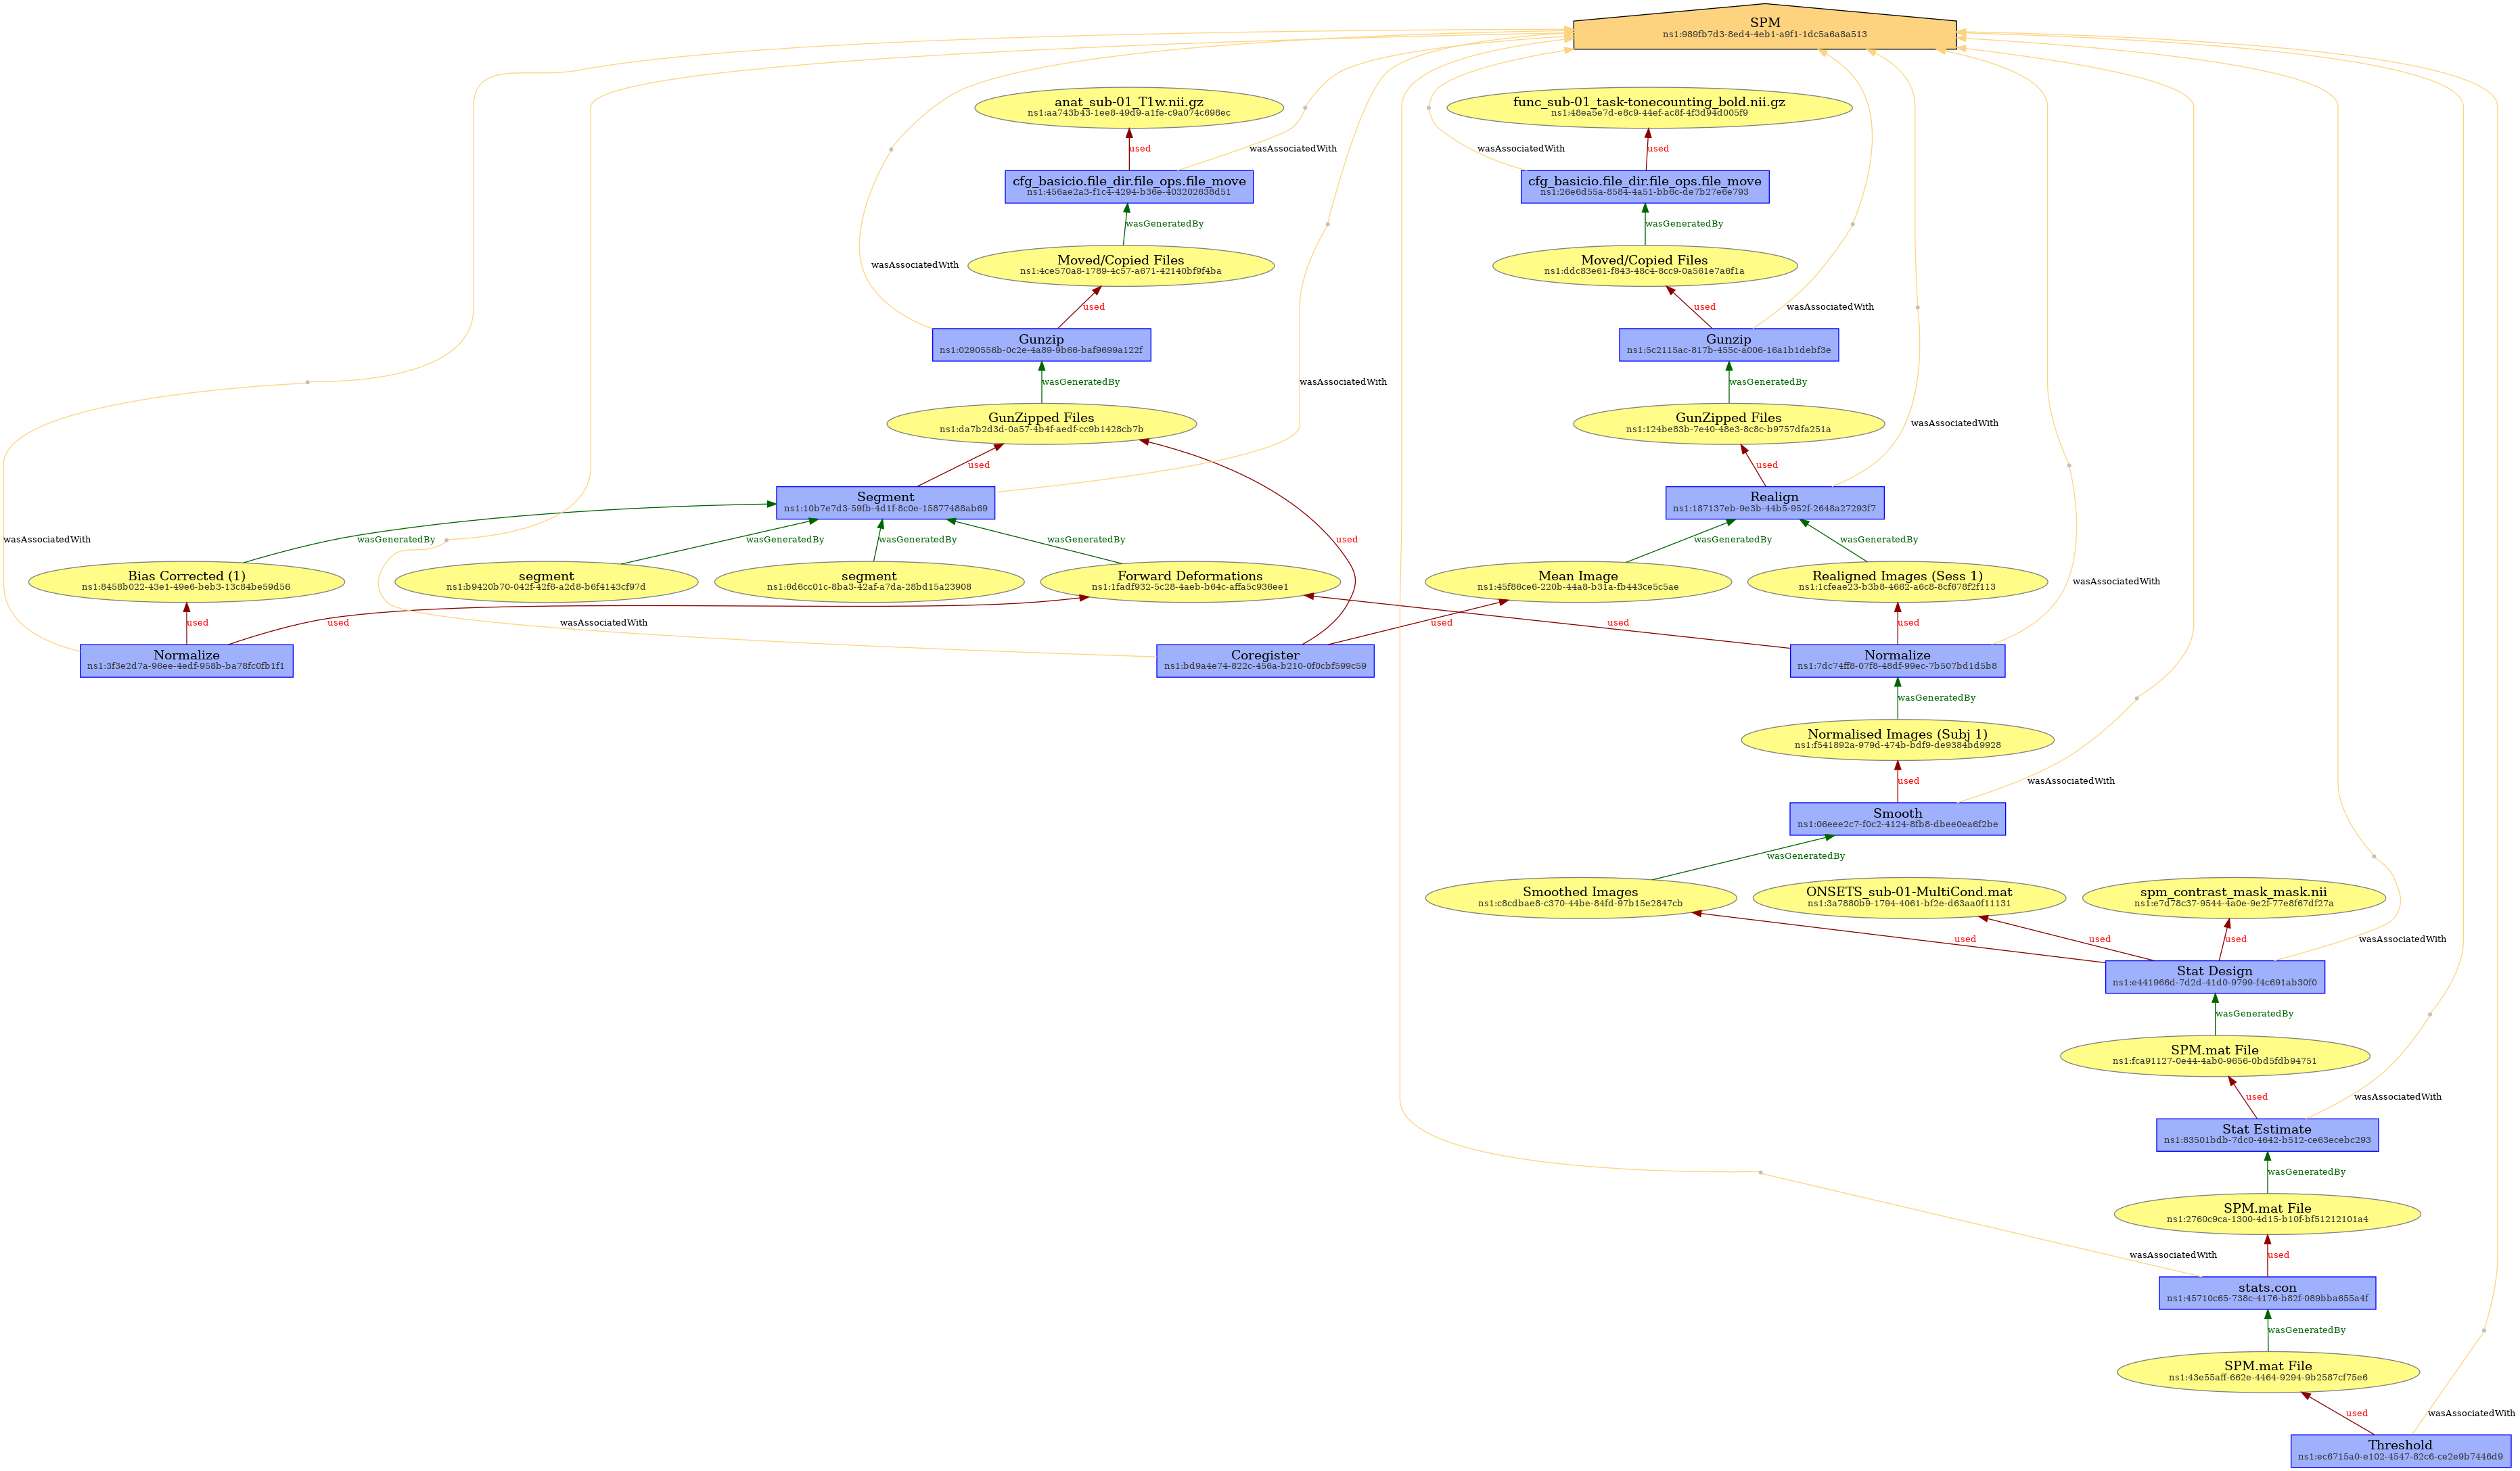 SPM
ns1:989fb7d3-8ed4-4eb1-a9f1-1dc5a6a8a513
anat_sub-01_T1w.nii.gz
ns1:aa743b43-1ee8-49d9-a1fe-c9a074c698ec
func_sub-01_task-tonecounting_bold.nii.gz
ns1:48ea5e7d-e8c9-44ef-ac8f-4f3d94d005f9
used
wasAssociatedWith
wasAssociatedWith
used
cfg_basicio.file_dir.file_ops.file_move
ns1:456ae2a3-f1c4-4294-b36e-403202638d51
cfg_basicio.file_dir.file_ops.file_move
ns1:26e6d55a-8584-4a51-bb6c-de7b27e6e793
wasGeneratedBy
wasGeneratedBy
wasAssociatedWith
Moved/Copied Files
ns1:4ce570a8-1789-4c57-a671-42140bf9f4ba
Moved/Copied Files
ns1:ddc83e61-f843-48c4-8cc9-0a561e7a6f1a
used
used
wasAssociatedWith
Gunzip
ns1:0290556b-0c2e-4a89-9b66-baf9699a122f
Gunzip
ns1:5c2115ac-817b-455c-a006-16a1b1debf3e
wasGeneratedBy
wasAssociatedWith
wasGeneratedBy
GunZipped Files
ns1:da7b2d3d-0a57-4b4f-aedf-cc9b1428cb7b
GunZipped Files
ns1:124be83b-7e40-48e3-8c8c-b9757dfa251a
wasAssociatedWith
used
used
Segment
ns1:10b7e7d3-59fb-4d1f-8c0e-15877488ab69
Realign
ns1:187137eb-9e3b-44b5-952f-2648a27293f7
wasAssociatedWith
wasGeneratedBy
wasGeneratedBy
wasGeneratedBy
wasGeneratedBy
used
wasGeneratedBy
wasGeneratedBy
Bias Corrected (1)
ns1:8458b022-43e1-49e6-beb3-13c84be59d56
segment
ns1:b9420b70-042f-42f6-a2d8-b6f4143cf97d
segment
ns1:6d6cc01c-8ba3-42af-a7da-28bd15a23908
Forward Deformations
ns1:1fadf932-5c28-4aeb-b64c-affa5c936ee1
Mean Image
ns1:45f86ce6-220b-44a8-b31a-fb443ce5c5ae
Realigned Images (Sess 1)
ns1:1cfeae23-b3b8-4662-a6c8-8cf678f2f113
wasAssociatedWith
used
used
wasAssociatedWith
used
used
used
Normalize
ns1:3f3e2d7a-96ee-4edf-958b-ba78fc0fb1f1
Coregister
ns1:bd9a4e74-822c-456a-b210-0f0cbf599c59
Normalize
ns1:7dc74ff8-07f8-48df-99ec-7b507bd1d5b8
wasGeneratedBy
Normalised Images (Subj 1)
ns1:f541892a-979d-474b-bdf9-de9384bd9928
used
wasAssociatedWith
Smooth
ns1:06eee2c7-f0c2-4124-8fb8-dbee0ea6f2be
wasGeneratedBy
Smoothed Images
ns1:c8cdbae8-c370-44be-84fd-97b15e2847cb
ONSETS_sub-01-MultiCond.mat
ns1:3a7880b9-1794-4061-bf2e-d63aa0f11131
spm_contrast_mask_mask.nii
ns1:e7d78c37-9544-4a0e-9e2f-77e8f67df27a
used
used
used
wasAssociatedWith
Stat Design
ns1:e441966d-7d2d-41d0-9799-f4c691ab30f0
wasGeneratedBy
SPM.mat File
ns1:fca91127-0e44-4ab0-9656-0bd5fdb94751
used
wasAssociatedWith
Stat Estimate
ns1:83501bdb-7dc0-4642-b512-ce63ecebc293
wasGeneratedBy
SPM.mat File
ns1:2760c9ca-1300-4d15-b10f-bf51212101a4
wasAssociatedWith
used
stats.con
ns1:45710c65-738c-4176-b82f-089bba655a4f
wasGeneratedBy
SPM.mat File
ns1:43e55aff-662e-4464-9294-9b2587cf75e6
used
wasAssociatedWith
Threshold
ns1:ec6715a0-e102-4547-82c6-ce2e9b7446d9